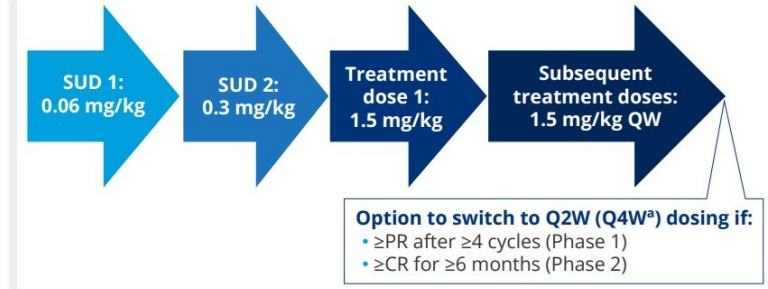 SUD 1:
0.06 mg/kg
SUD 2:
0.3 mg/kg
Treatment
dose 1:
1.5 mg/kg
Subsequent
treatment doses:
1.5 mg/kg QW
Option to switch to Q2W (Q4Wᵃ) dosing if:
• ≥PR after ≥4 cycles (Phase 1)
• ≥CR for ≥6 months (Phase 2)